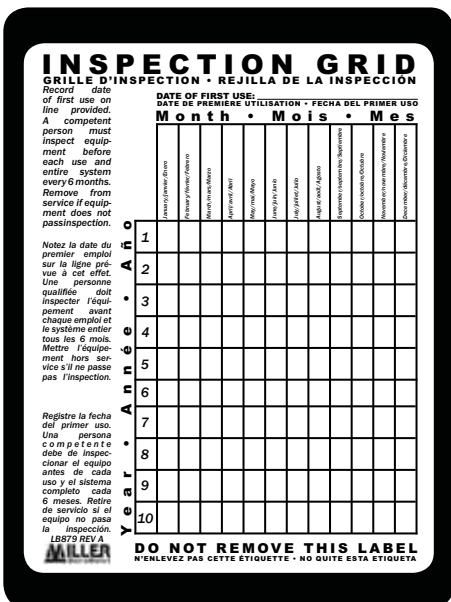 INSPECTION GRID
GRILLE D'INSPECTION • REJILLA DE LA INSPECCIÓN
Record date
of first use on
line provided.
A competent
person must
inspect equip-
ment before
each use and
entire system
every 6 months.
Remove from
service if equip-
ment does not
passinspection.
Notez la date du
premier emploi
sur la ligne pré-
vue à cet effet.
Une personne
qualifiée doit
inspecter l'équi-
pement avant
chaque emploi et
le système entier
tous les 6 mois.
Mettre l'équipe-
ment hors ser-
vice s'il ne passe
pas l'inspection.
Registre la fecha
del primer uso.
Una persona
competente
debe de inspec-
cionar el equipo
antes de cada
uso y el sistema
completo cada
6 meses. Retire
de servicio si el
equipo no pasa
la inspección.
LB879 REV A
MILLER
DATE OF FIRST USE:
DATE DE PREMIÈRE UTILISATION • FECHA DEL PRIMER USO
Month • Mois • Mes
January/janvier/Enero
February/février/Febrero
March/mars/Marzo
April/avril/Abril
May/mai/Mayo
June/juin/Junio
July/juillet/Julio
August/août/Agosto
September/septembre/Septiembre
October/octobre/Octubre
November/novembre/Noviembre
December/décembre/Diciembre
Year • Année • Año
1
2
3
4
5
6
7
8
9
10
DO NOT REMOVE THIS LABEL
N'ENLEVEZ PAS CETTE ÉTIQUETTE • NO QUITE ESTA ETIQUETA